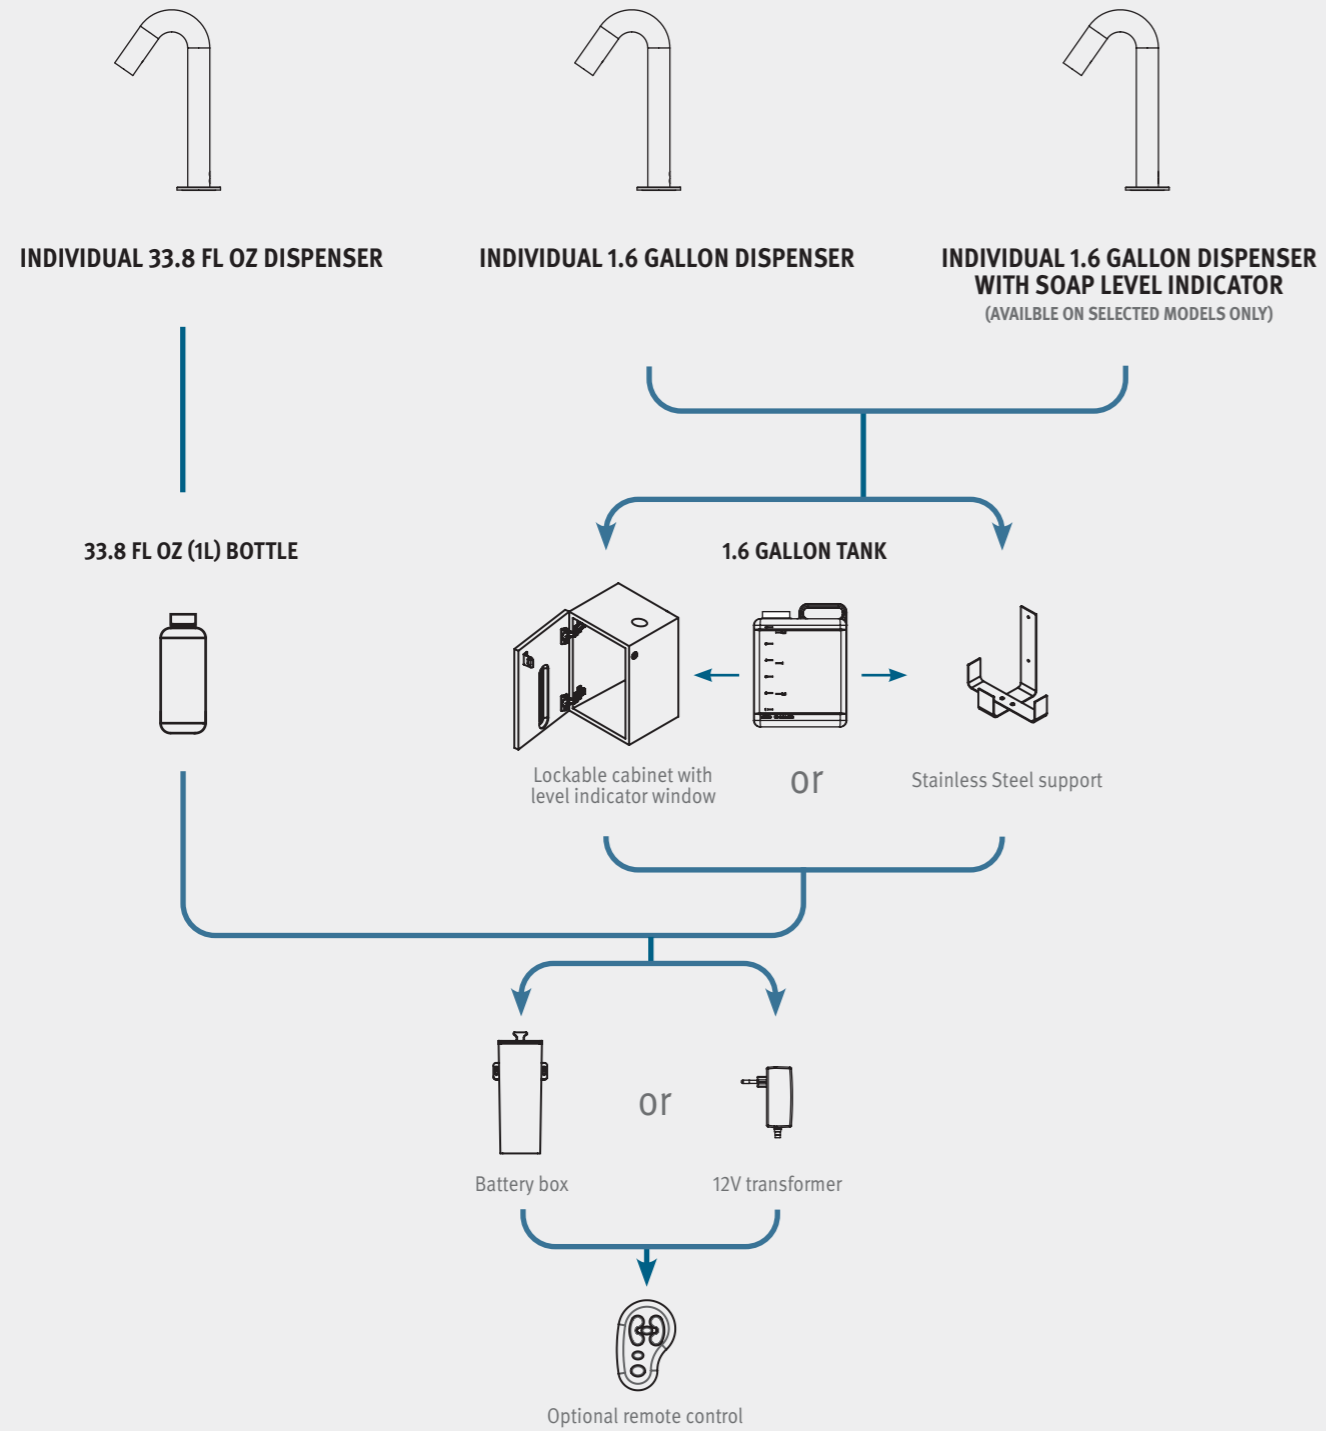 INDIVIDUAL 33.8 FL OZ DISPENSER
INDIVIDUAL 1.6 GALLON DISPENSER
INDIVIDUAL 1.6 GALLON DISPENSER
WITH SOAP LEVEL INDICATOR
(AVAILBLE ON SELECTED MODELS ONLY)
33.8 FL OZ (1L) BOTTLE
1.6 GALLON TANK
Lockable cabinet with
level indicator window
or
Stainless Steel support
or
Battery box
12V transformer
Optional remote control